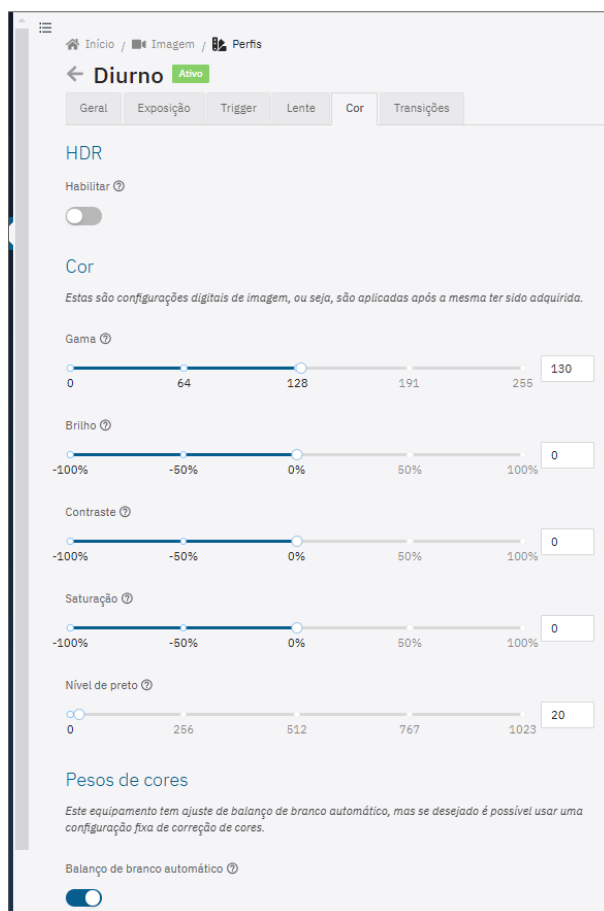 Início / Imagem / Perfis
Diurno Ativo
Geral Exposição Trigger Lente Cor Transições
HDR
Habilitar
Cor
Estas são configurações digitais de imagem, ou seja, são aplicadas após a mesma ter sido adquirida.
Gama
130
0 64 128 191 255
Brilho
0
-100% -50% 0% 50% 100%
Contraste
0
-100% -50% 0% 50% 100%
Saturação
0
-100% -50% 0% 50% 100%
Nível de preto
20
0 256 512 767 1023
Pesos de cores
Este equipamento tem ajuste de balanço de branco automático, mas se desejado é possível usar uma
configuração fixa de correção de cores.
Balanço de branco automático